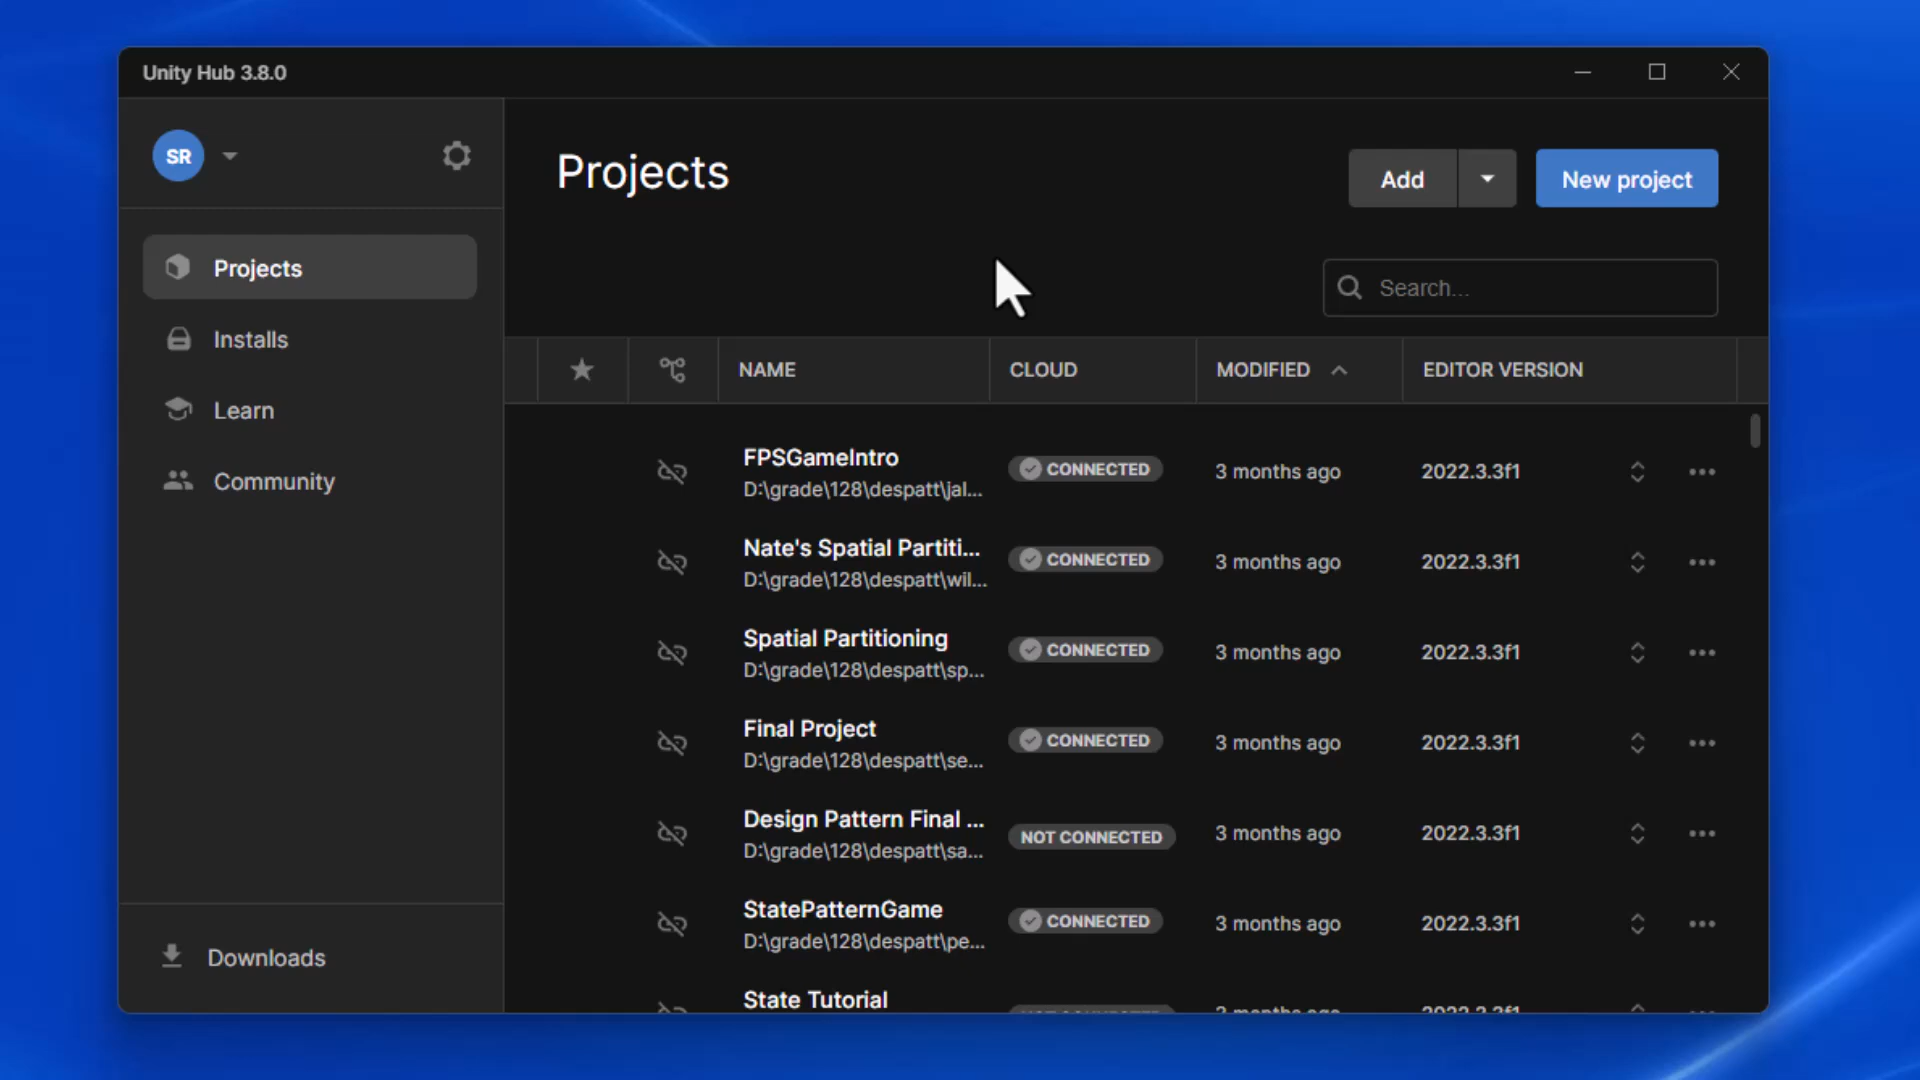 Unity Hub 3.8.0
SR
Projects
Add
New project
Projects
Search...
Installs
Learn
Community
NAME
CLOUD
MODIFIED
EDITOR VERSION
FPSGameIntro
D:\grade\128\despatt\jal...
CONNECTED
3 months ago
2022.3.3f1
Nate's Spatial Partiti...
D:\grade\128\despatt\wil...
CONNECTED
3 months ago
2022.3.3f1
Spatial Partitioning
D:\grade\128\despatt\sp...
CONNECTED
3 months ago
2022.3.3f1
Final Project
D:\grade\128\despatt\se...
CONNECTED
3 months ago
2022.3.3f1
Design Pattern Final ...
D:\grade\128\despatt\sa...
NOT CONNECTED
3 months ago
2022.3.3f1
StatePatternGame
D:\grade\128\despatt\pe...
CONNECTED
3 months ago
2022.3.3f1
State Tutorial
Downloads